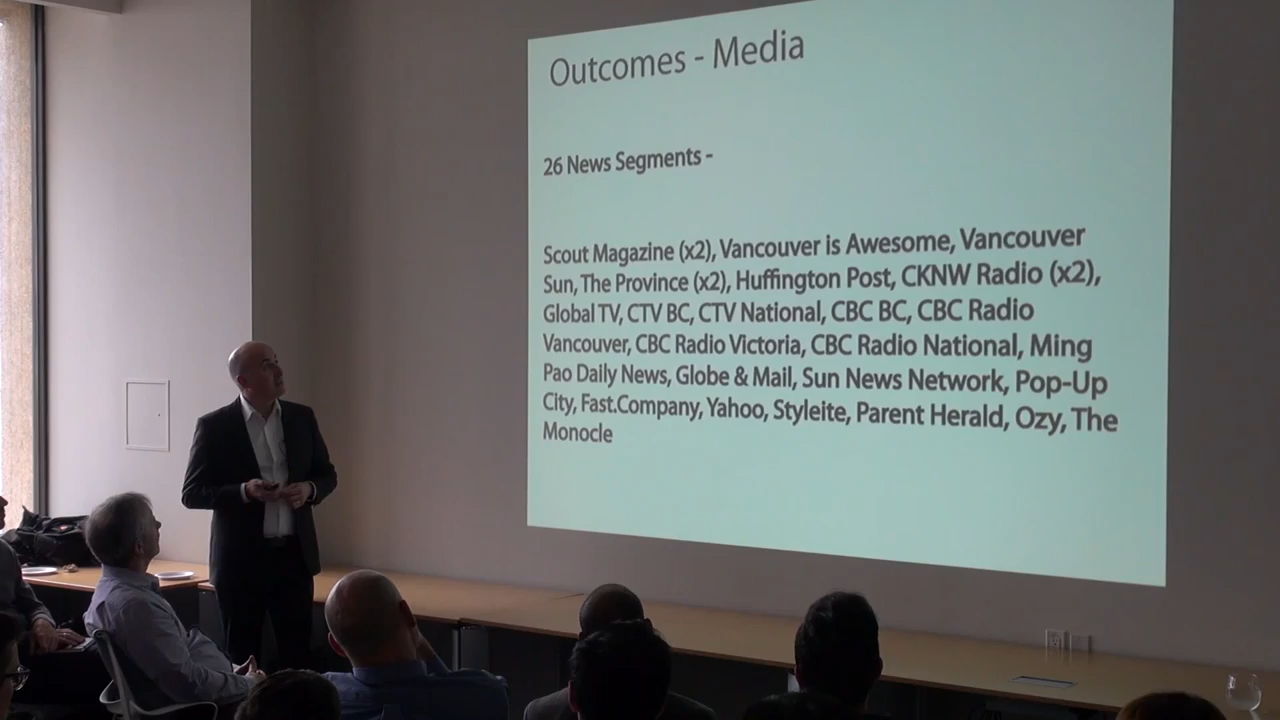 Outcomes - Media
26 News Segments -
Scout Magazine (x2), Vancouver is Awesome, Vancouver
Sun, The Province (x2), Huffington Post, CKNW Radio (x2),
Global TV, CTV BC, CTV National, CBC BC, CBC Radio
Vancouver, CBC Radio Victoria, CBC Radio National, Ming
Pao Daily News, Globe & Mail, Sun News Network, Pop-Up
City, Fast.Company, Yahoo, Styleite, Parent Herald, Ozy, The
Monocle